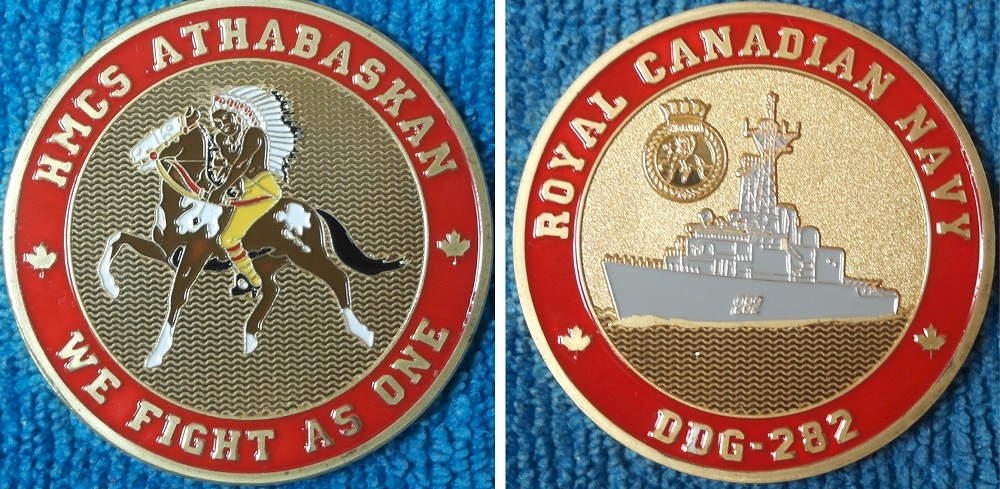 HMCS ATHABASKAN
WE FIGHT AS ONE
ROYAL CANADIAN NAVY
282
DDG-282